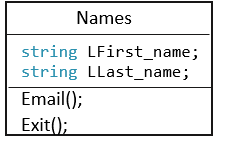 Names
string LFirst_name;
string LLast_name;
Email();
Exit();